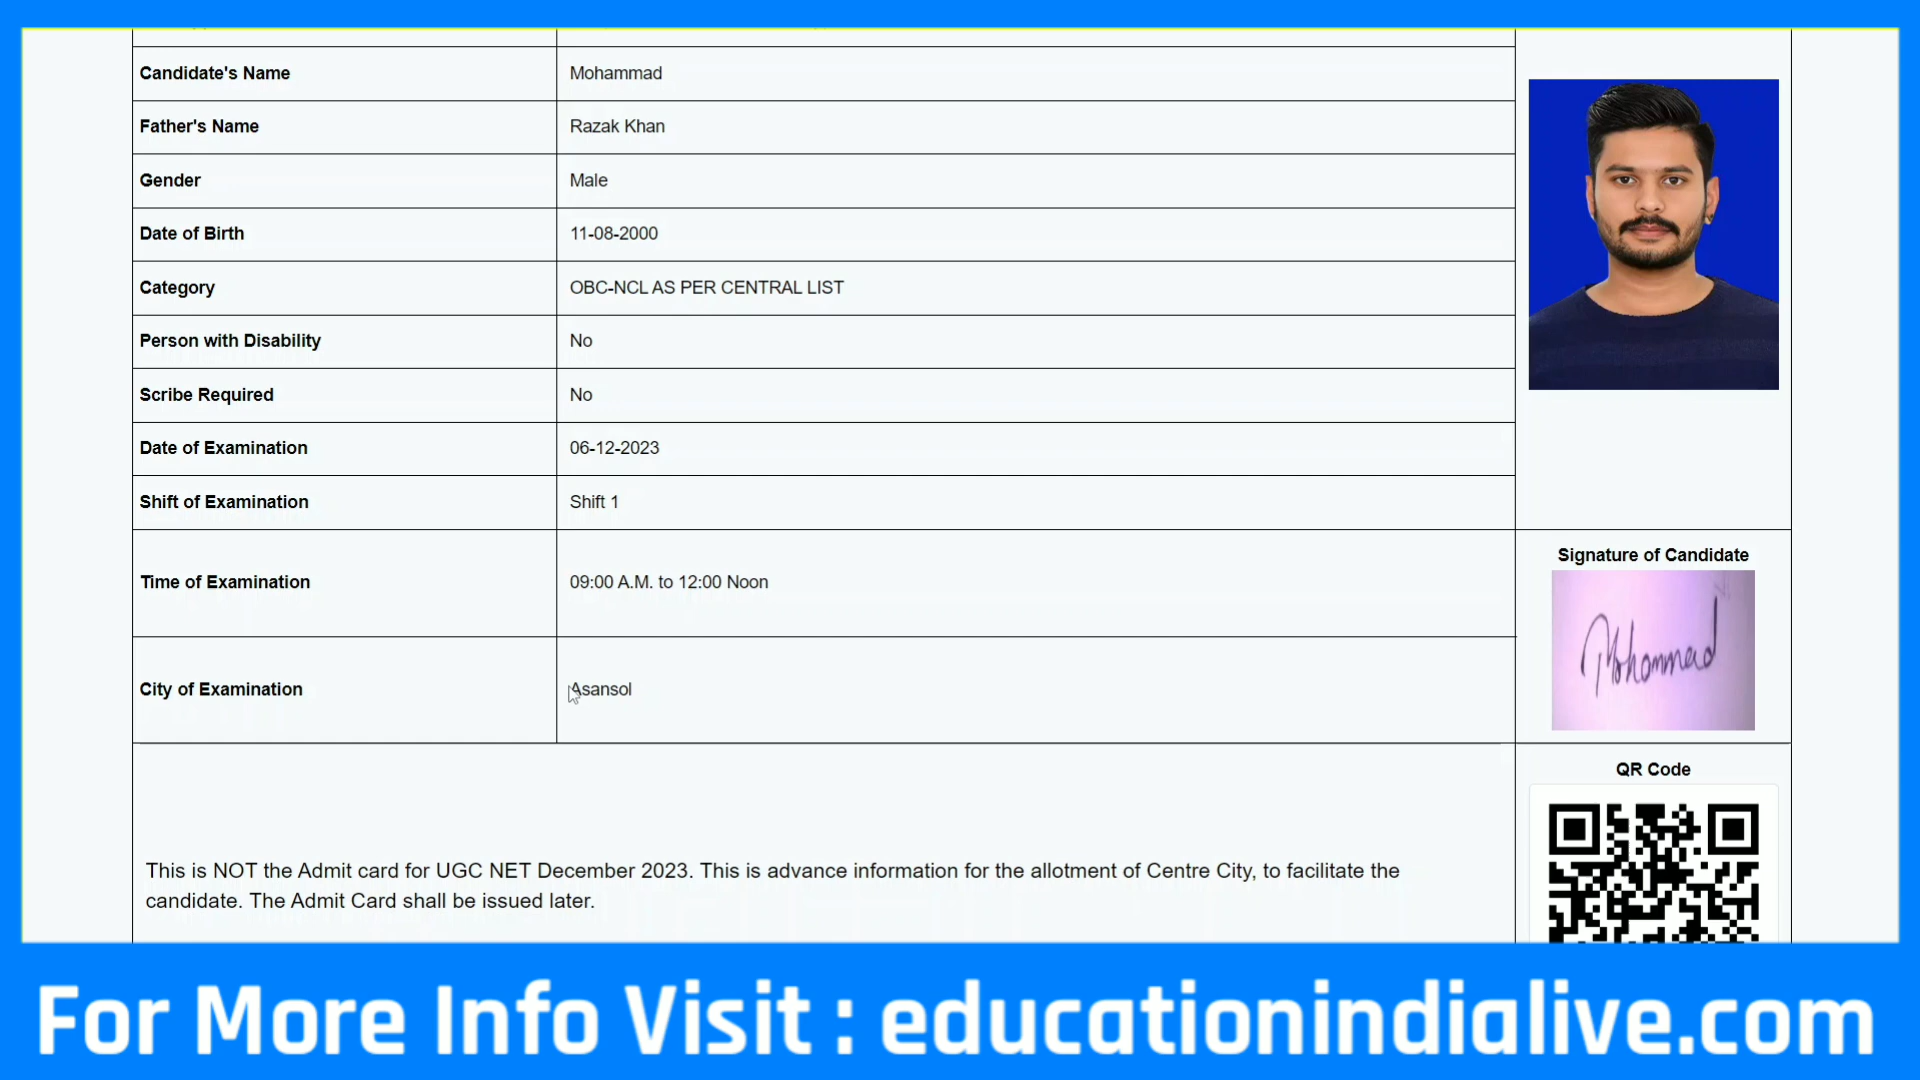 Candidate's Name Mohammad
Father's Name Razak Khan
Gender Male
Date of Birth 11-08-2000
Category OBC-NCL AS PER CENTRAL LIST
Person with Disability No
Scribe Required No
Date of Examination 06-12-2023
Shift of Examination Shift 1
Signature of Candidate
Time of Examination 09:00 A.M. to 12:00 Noon
Mohammad
City of Examination Asansol
QR Code
This is NOT the Admit card for UGC NET December 2023. This is advance information for the allotment of Centre City, to facilitate the
candidate. The Admit Card shall be issued later.
For More Info Visit : educationindialive.com